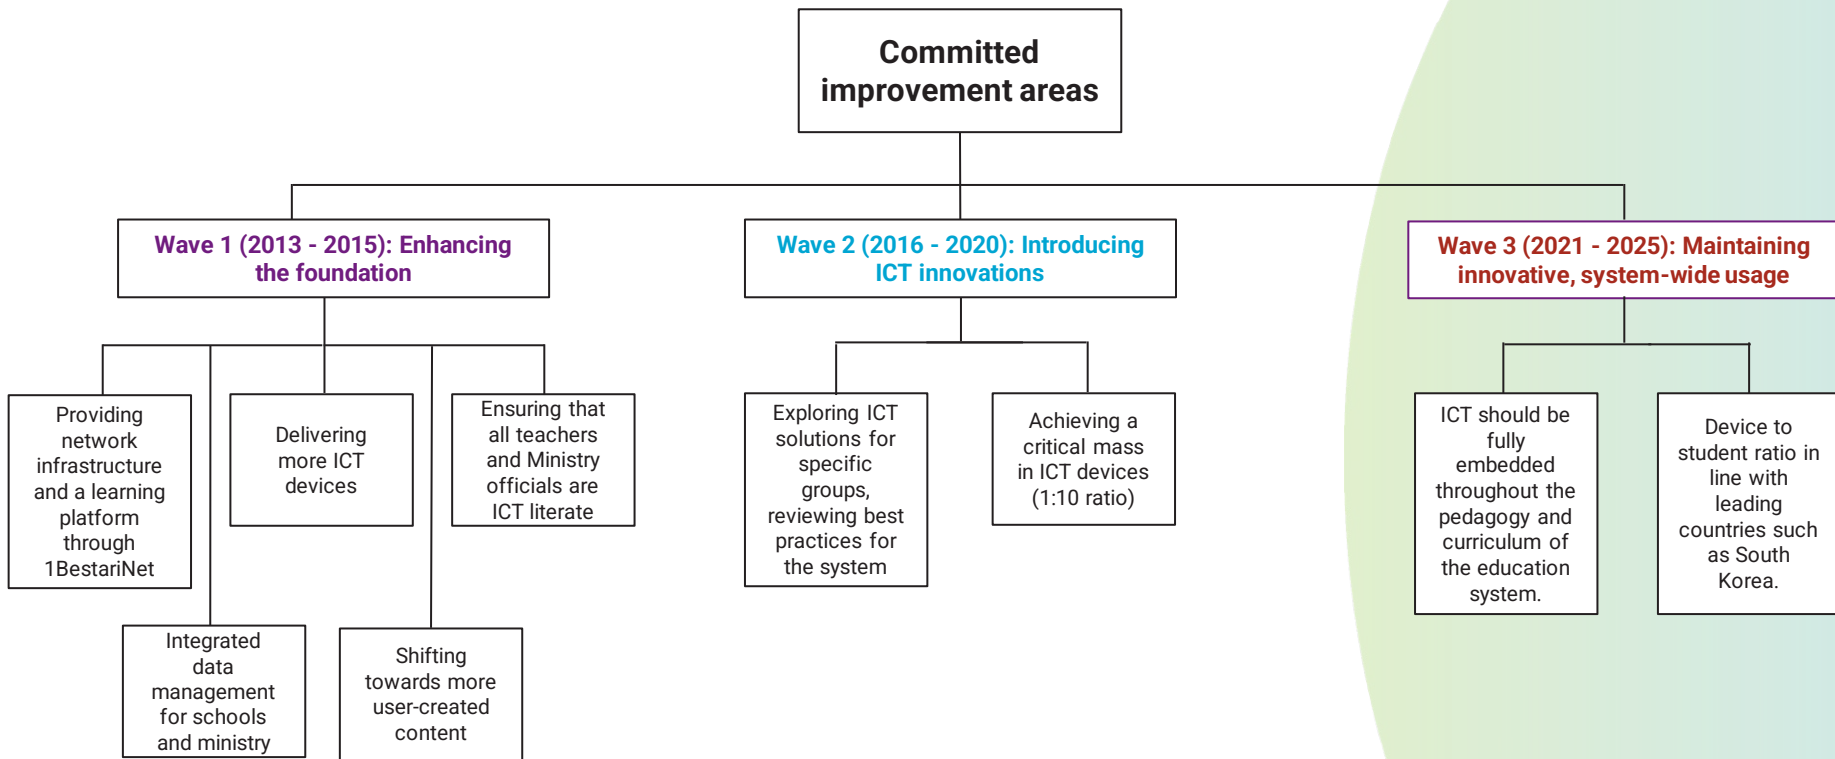 Committed
improvement areas
Wave 1 (2013 - 2015): Enhancing
the foundation
Wave 2 (2016 - 2020): Introducing
ICT innovations
Wave 3 (2021 - 2025): Maintaining
innovative, system-wide usage
Providing
network
infrastructure
and a learning
platform
through
1BestariNet
Delivering
more ICT
devices
Ensuring that
all teachers
and Ministry
officials are
ICT literate
Integrated
data
management
for schools
and ministry
Shifting
towards more
user-created
content
Exploring ICT
solutions for
specific
groups,
reviewing best
practices for
the system
Achieving a
critical mass
in ICT devices
(1:10 ratio)
ICT should be
fully
embedded
throughout the
pedagogy and
curriculum of
the education
system.
Device to
student ratio in
line with
leading
countries such
as South
Korea.